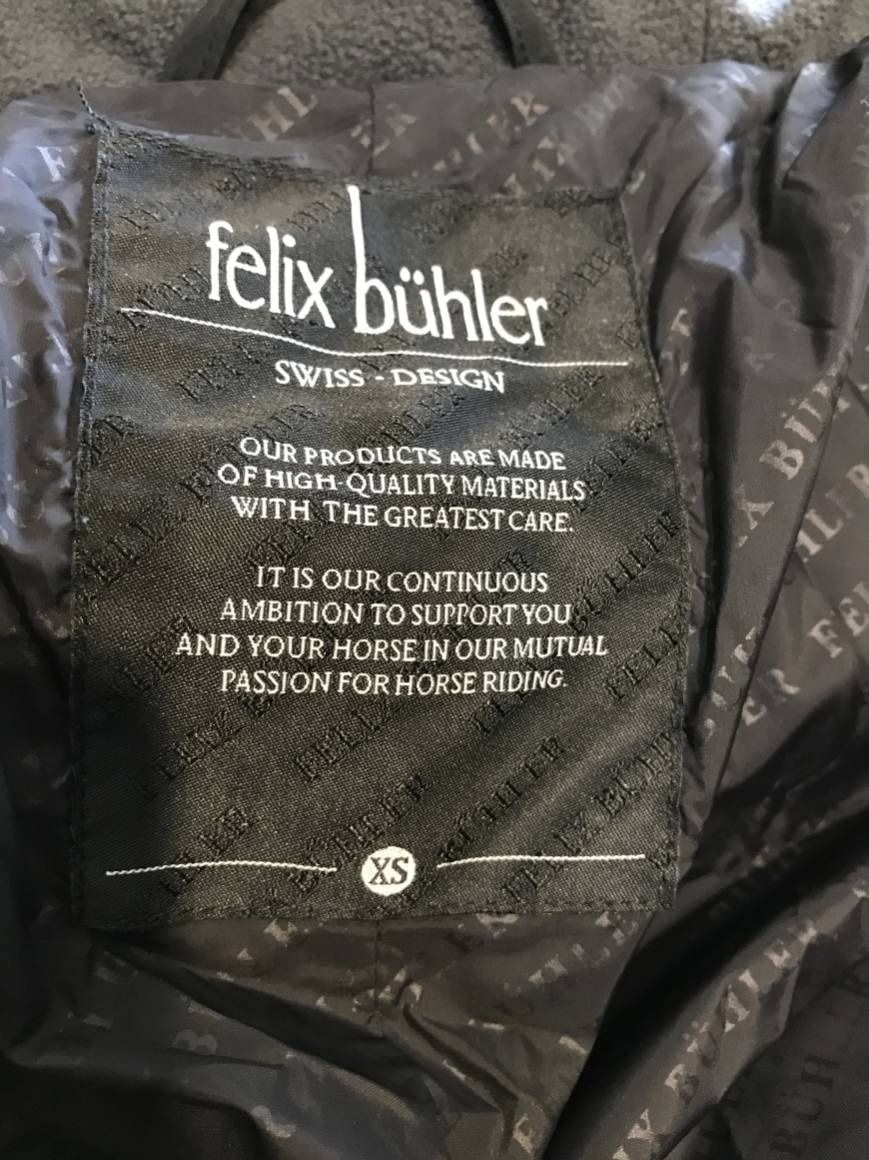 felix bühler
SWISS - DESIGN
OUR PRODUCTS ARE MADE
OF HIGH-QUALITY MATERIALS
WITH THE GREATEST CARE.
IT IS OUR CONTINUOUS
AMBITION TO SUPPORT YOU
AND YOUR HORSE IN OUR MUTUAL
PASSION FOR HORSE RIDING.
XS